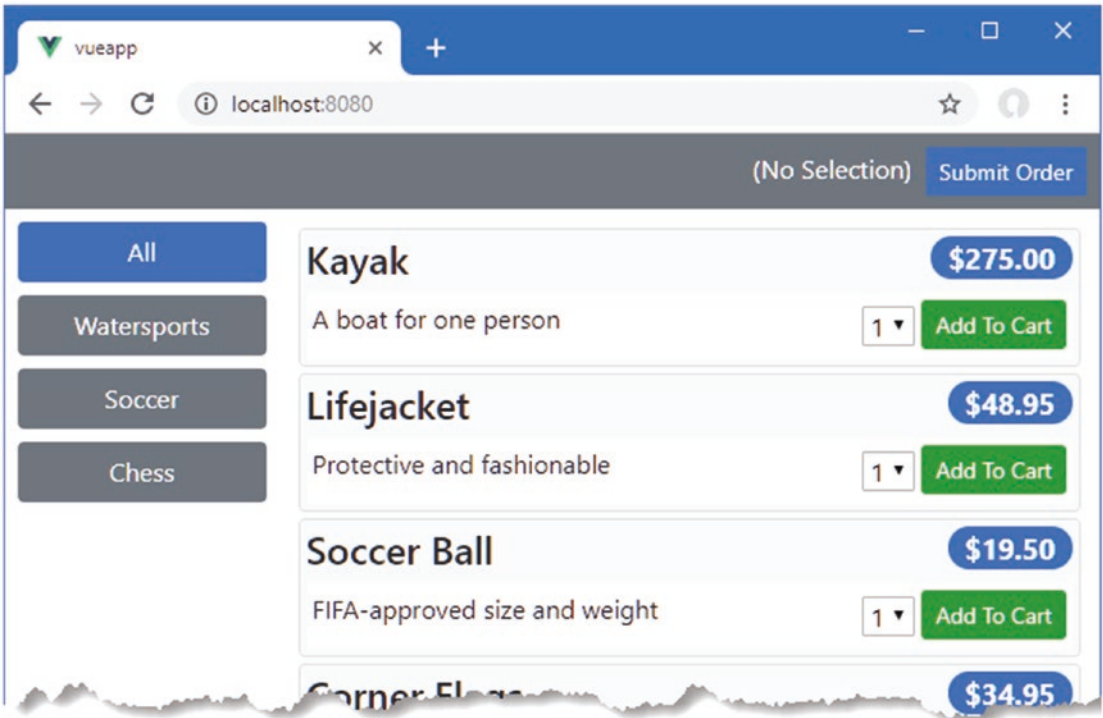 vueapp
localhost:8080
(No Selection) Submit Order
All
Watersports
Soccer
Chess
Kayak $275.00
A boat for one person 1 Add To Cart
Lifejacket $48.95
Protective and fashionable 1 Add To Cart
Soccer Ball $19.50
FIFA-approved size and weight 1 Add To Cart
Corner $34.95